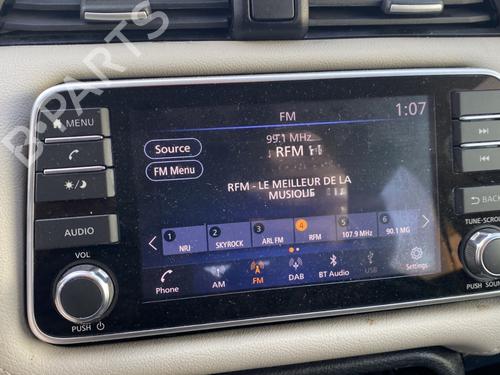 B-PARTS
FM
1:07
MENU
Source
99.1 MHz
RFM
FM Menu
RFM - LE MEILLEUR DE LA
MUSIQUE
AUDIO
BACK
TUNE-SCROLL
1 NRJ
2 SKYROCK
3 ARL FM
4 RFM
5 107.9 MHz
6 90.1 MG
VOL
Phone
AM
FM
DAB
BT Audio
USB
Settings
PUSH
PUSH SOUND